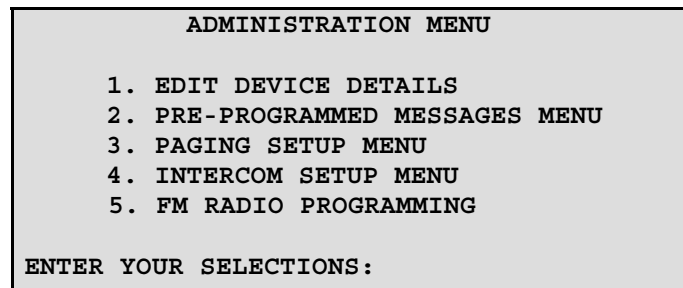 ADMINISTRATION MENU
1. EDIT DEVICE DETAILS
2. PRE-PROGRAMMED MESSAGES MENU
3. PAGING SETUP MENU
4. INTERCOM SETUP MENU
5. FM RADIO PROGRAMMING
ENTER YOUR SELECTIONS: